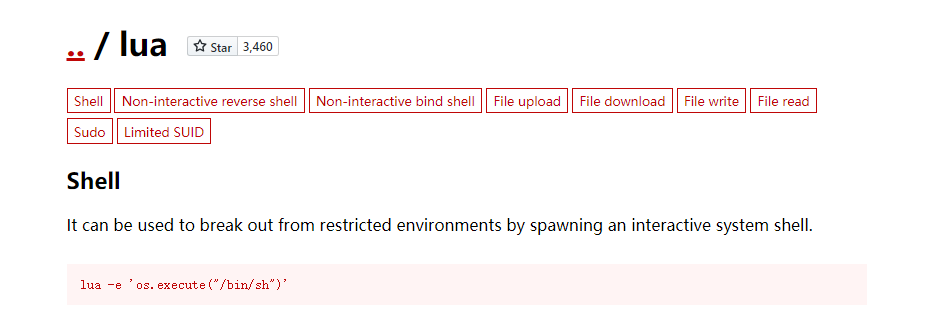 .. / lua Star 3,460
Shell Non-interactive reverse shell Non-interactive bind shell File upload File download File write File read
Sudo Limited SUID
Shell
It can be used to break out from restricted environments by spawning an interactive system shell.
lua -e 'os.execute("/bin/sh")'